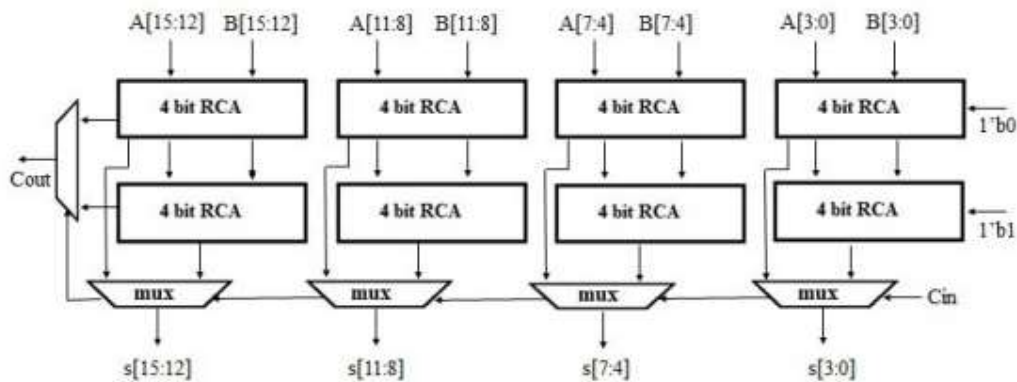 A[15:12] B[15:12] A[11:8] B[11:8] A[7:4] B[7:4] A[3:0] B[3:0]
4 bit RCA 4 bit RCA 4 bit RCA 4 bit RCA
1'b0
Cout
4 bit RCA 4 bit RCA 4 bit RCA 4 bit RCA
1'b1
mux mux mux mux Cin
s[15:12] s[11:8] s[7:4] s[3:0]